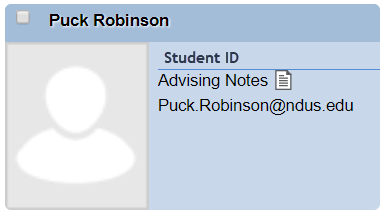 Puck Robinson
Student ID
Advising Notes
Puck.Robinson@ndus.edu